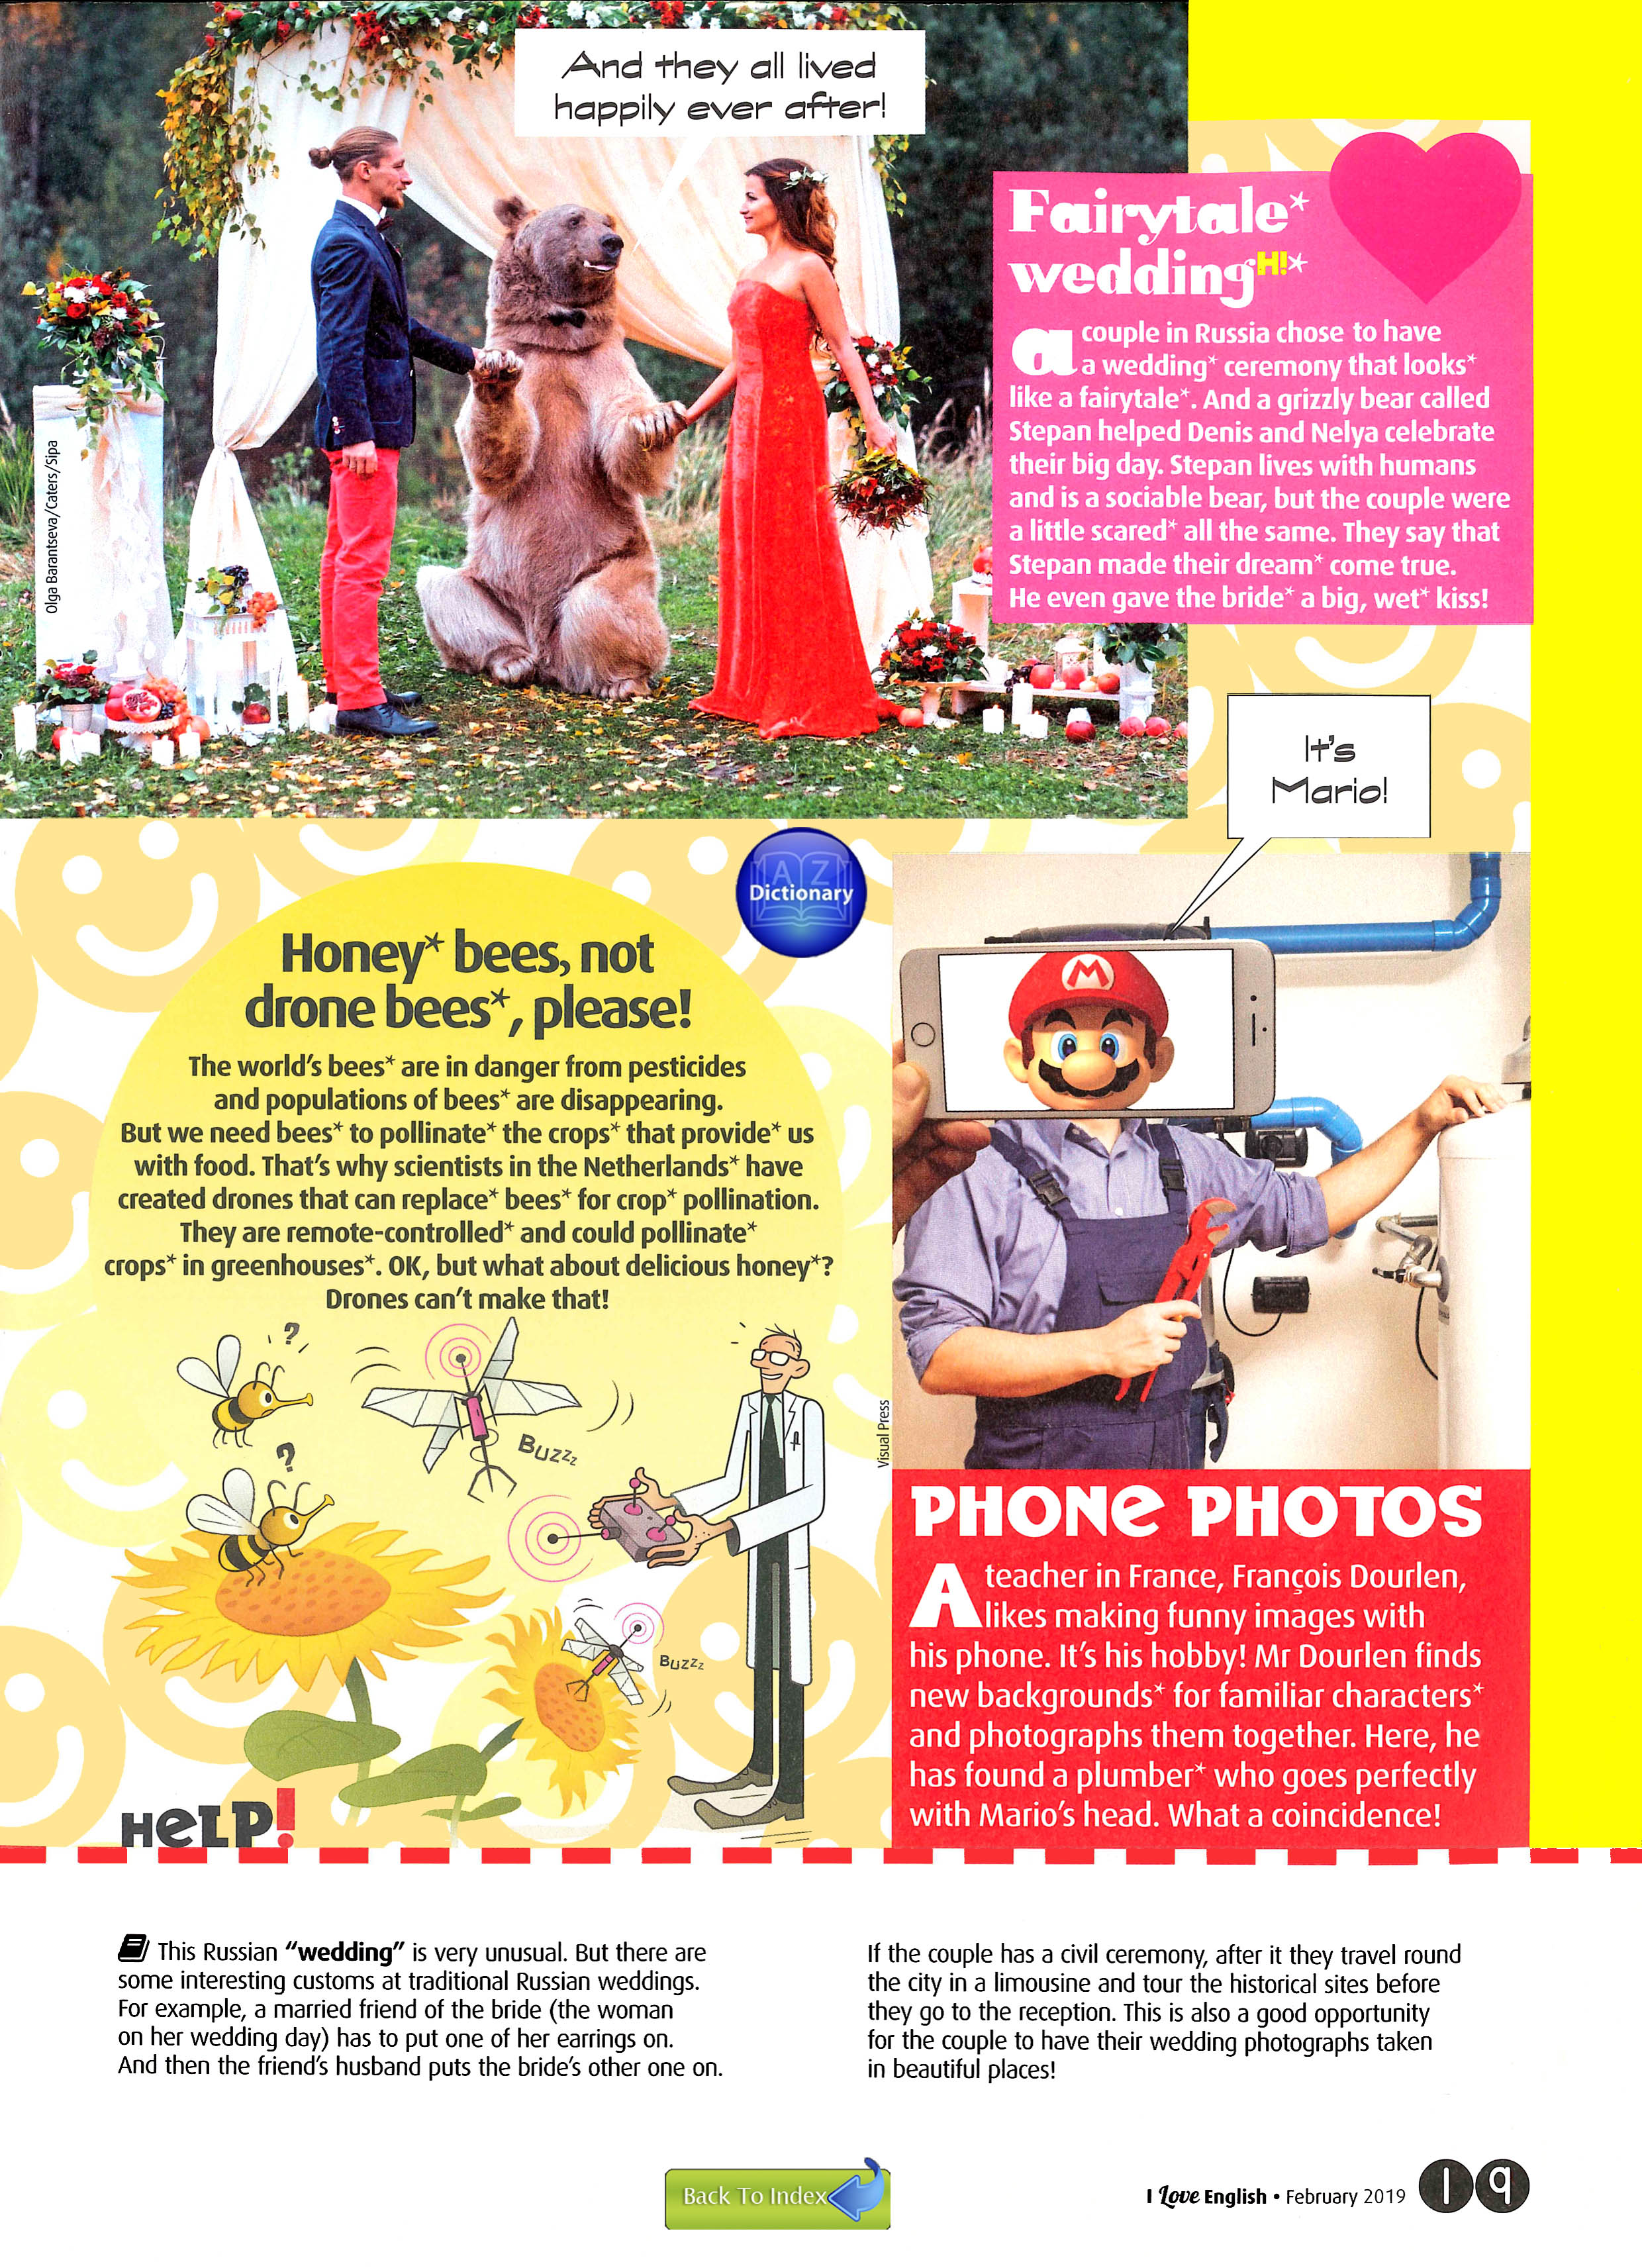 And they all lived
happily ever after!
Olga Barantseva/Caters/Sipa
Fairytale*
weddingH!*
a couple in Russia chose to have
a wedding* ceremony that looks*
like a fairytale*. And a grizzly bear called
Stepan helped Denis and Nelya celebrate
their big day. Stepan lives with humans
and is a sociable bear, but the couple were
a little scared* all the same. They say that
Stepan made their dream* come true.
He even gave the bride* a big, wet* kiss!
It's
Mario!
A Z
Dictionary
Honey* bees, not
drone bees*, please!
The world's bees* are in danger from pesticides
and populations of bees* are disappearing.
But we need bees* to pollinate* the crops* that provide* us
with food. That's why scientists in the Netherlands* have
created drones that can replace* bees* for crop* pollination.
They are remote-controlled* and could pollinate*
crops* in greenhouses*. OK, but what about delicious honey*?
Drones can't make that!
?
?
Buzzz
Buzzz
M
Visual Press
PHONe PHOTOS
A teacher in France, François Dourlen,
likes making funny images with
his phone. It's his hobby! Mr Dourlen finds
new backgrounds* for familiar characters*
and photographs them together. Here, he
has found a plumber* who goes perfectly
with Mario's head. What a coincidence!
HeLP!
This Russian “wedding” is very unusual. But there are
some interesting customs at traditional Russian weddings.
For example, a married friend of the bride (the woman
on her wedding day) has to put one of her earrings on.
And then the friend's husband puts the bride's other one on.
If the couple has a civil ceremony, after it they travel round
the city in a limousine and tour the historical sites before
they go to the reception. This is also a good opportunity
for the couple to have their wedding photographs taken
in beautiful places!
Back To Index
I Love English • February 2019 19